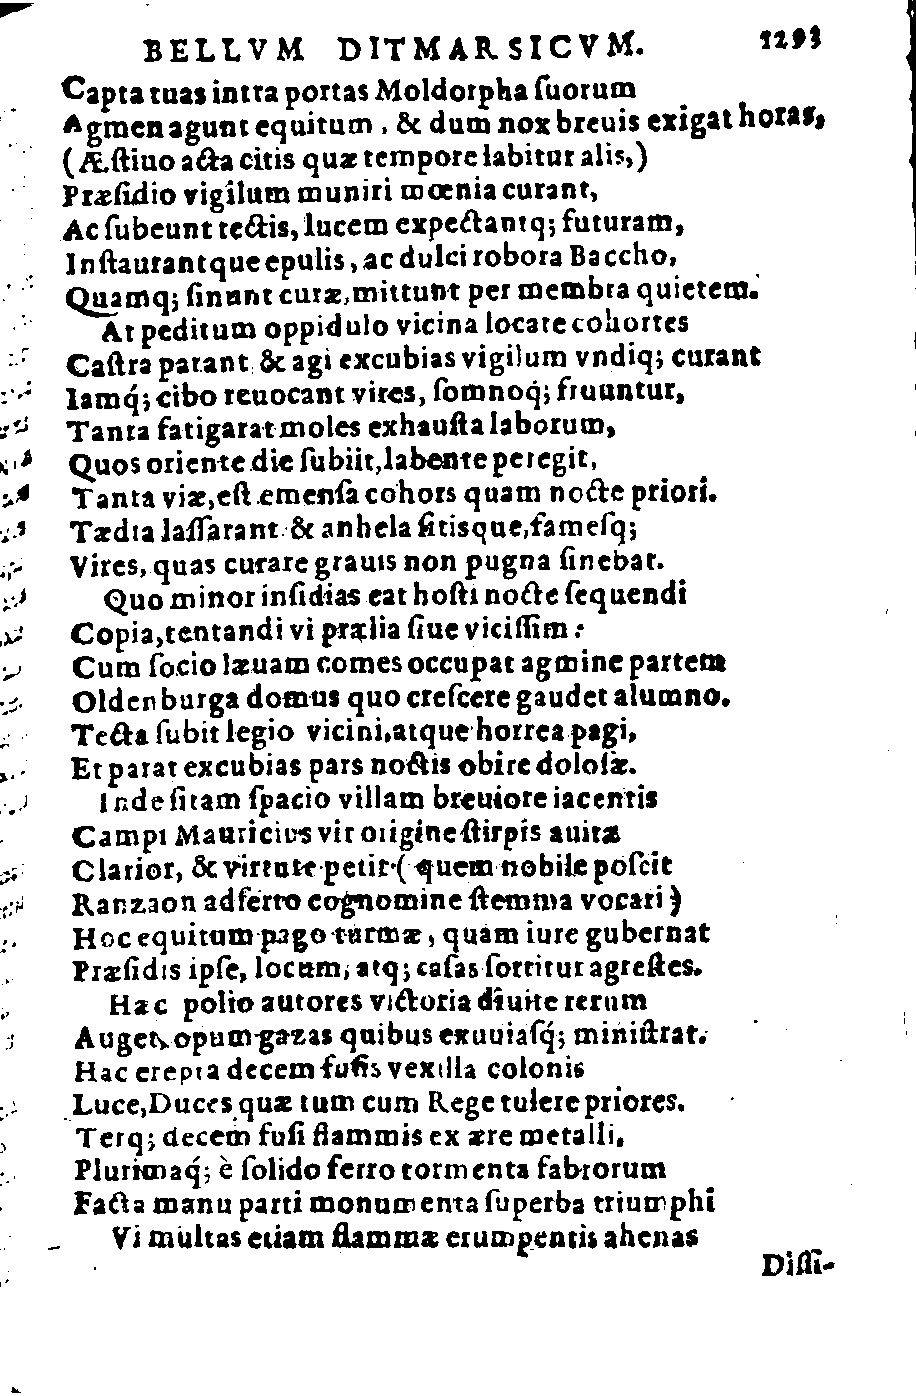 BELLVM DITMARSICVM. 1293
Capta tuas intra portas Moldorpha ſuorum
Agmen agunt equitum, & dum nox breuis exigat horas,
(Æſtiuo acta citis quæ tempore labitur alis,)
Præſidio vigilum muniri mœnia curant,
Ac ſubeunt tectis, lucem expectantq; futuram,
Inſtaurantque epulis, ac dulci robora Baccho,
Quamq; ſinunt curæ, mittunt per membra quietem.
At peditum oppidulo vicina locare cohortes
Caſtra parant & agi excubias vigilum vndiq; curant
Iamq́; cibo reuocant vires, ſomnoq́; fruuntur,
Tanta fatigarat moles exhauſta laborum,
Quos oriente die ſubiit, labente peregit,
Tanta viæ, eſt emenſa cohors quam nocte priori.
Tædia laſſarant & anhela ſitisque, fameſq;
Vires, quas curare grauis non pugna ſinebat.
Quo minor inſidias eat hoſti nocte ſequendi
Copia, tentandi vi prælia ſiue viciſſim:
Cum ſocio læuam comes occupat agmine partem
Oldenburga domus quo creſcere gaudet alumno.
Tecta ſubit legio vicini, atque horrea pagi,
Et parat excubias pars noctis obire doloſæ.
Inde ſitam ſpacio villam breuiore iacentis
Campi Mauricius vir origine ſtirpis auitæ
Clarior, & virtute petit (quem nobile poſcit
Ranzaon adferto cognomine ſtemma vocari)
Hoc equitum pago turmæ, quam iure gubernat
Præſidis ipſe, locum, atq; caſas ſortitur agreſtes.
Hac polio autores victoria diuite rerum
Auget, opum gazas quibus exuuiaſq́; miniſtrat.
Hac erepta decem fuſis vexilla colonis
Luce, Duces quæ tum cum Rege tulere priores.
Terq; decem fuſi flammis ex ære metalli,
Plurimaq́; è ſolido ferro tormenta fabrorum
Facta manu parti monumenta ſuperba triumphi
Vi multas etiam flammæ erumpentis ahenas
Diſſi-